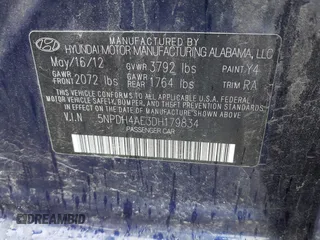 HYUNDAI MOTOR MANUFACTURING ALABAMA, LLC
May/16/12 GVWR 3792 lbs PAINT Y4
GAWR FRONT 2072 lbs GAWR REAR 1764 lbs TRIM RA
THIS VEHICLE CONFORMS TO ALL APPLICABLE U.S.A. FEDERAL
MOTOR VEHICLE SAFETY, BUMPER, AND THEFT PREVENTION
STANDARDS IN EFFECT ON THE DATE OF MANUFACTURE SHOWN ABOVE.
V.I.N 5NPDH4AE3DH179834
PASSENGER CAR
DREAMBID